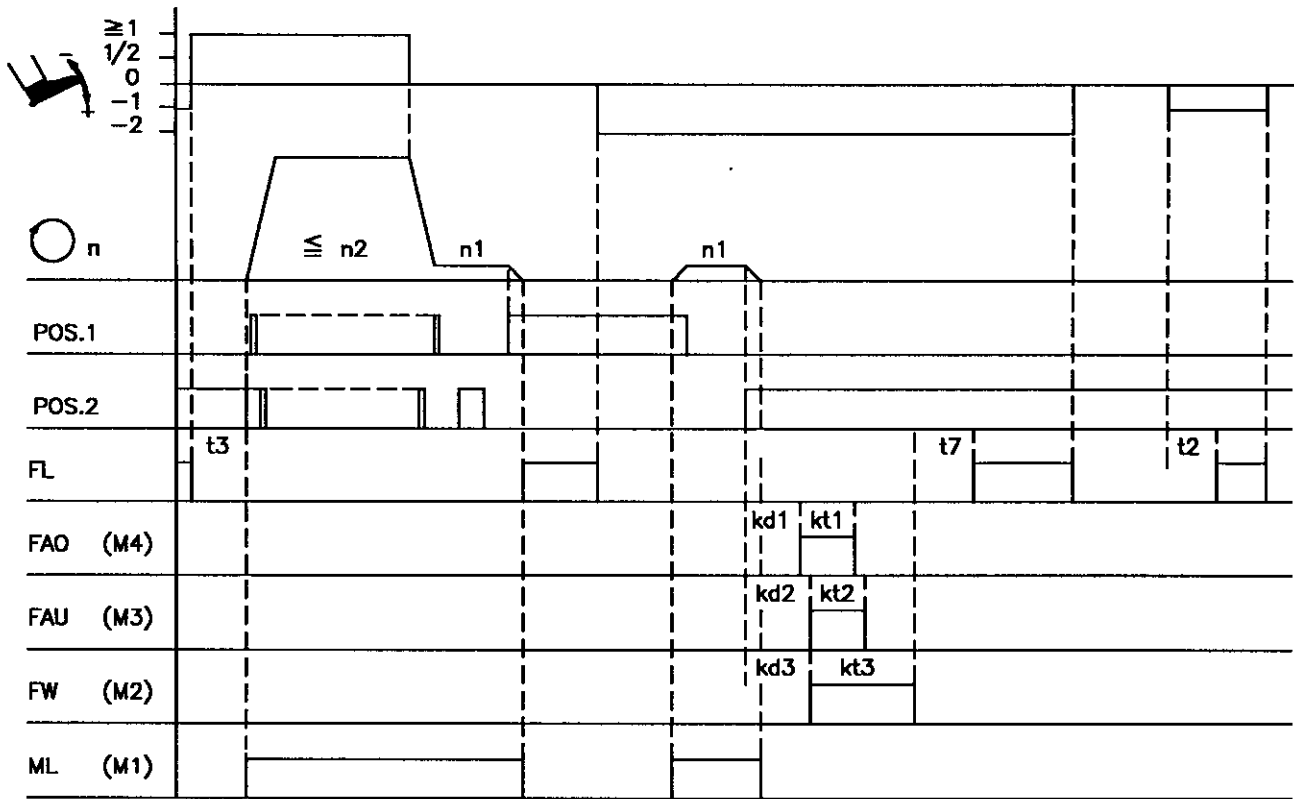 ≧1
1/2
0
-1
-2
−
+
n
≦ n2
n1
n1
POS.1
POS.2
t3
t7
t2
FL
kd1
kt1
FAO (M4)
kd2
kt2
FAU (M3)
kd3
kt3
FW (M2)
ML (M1)